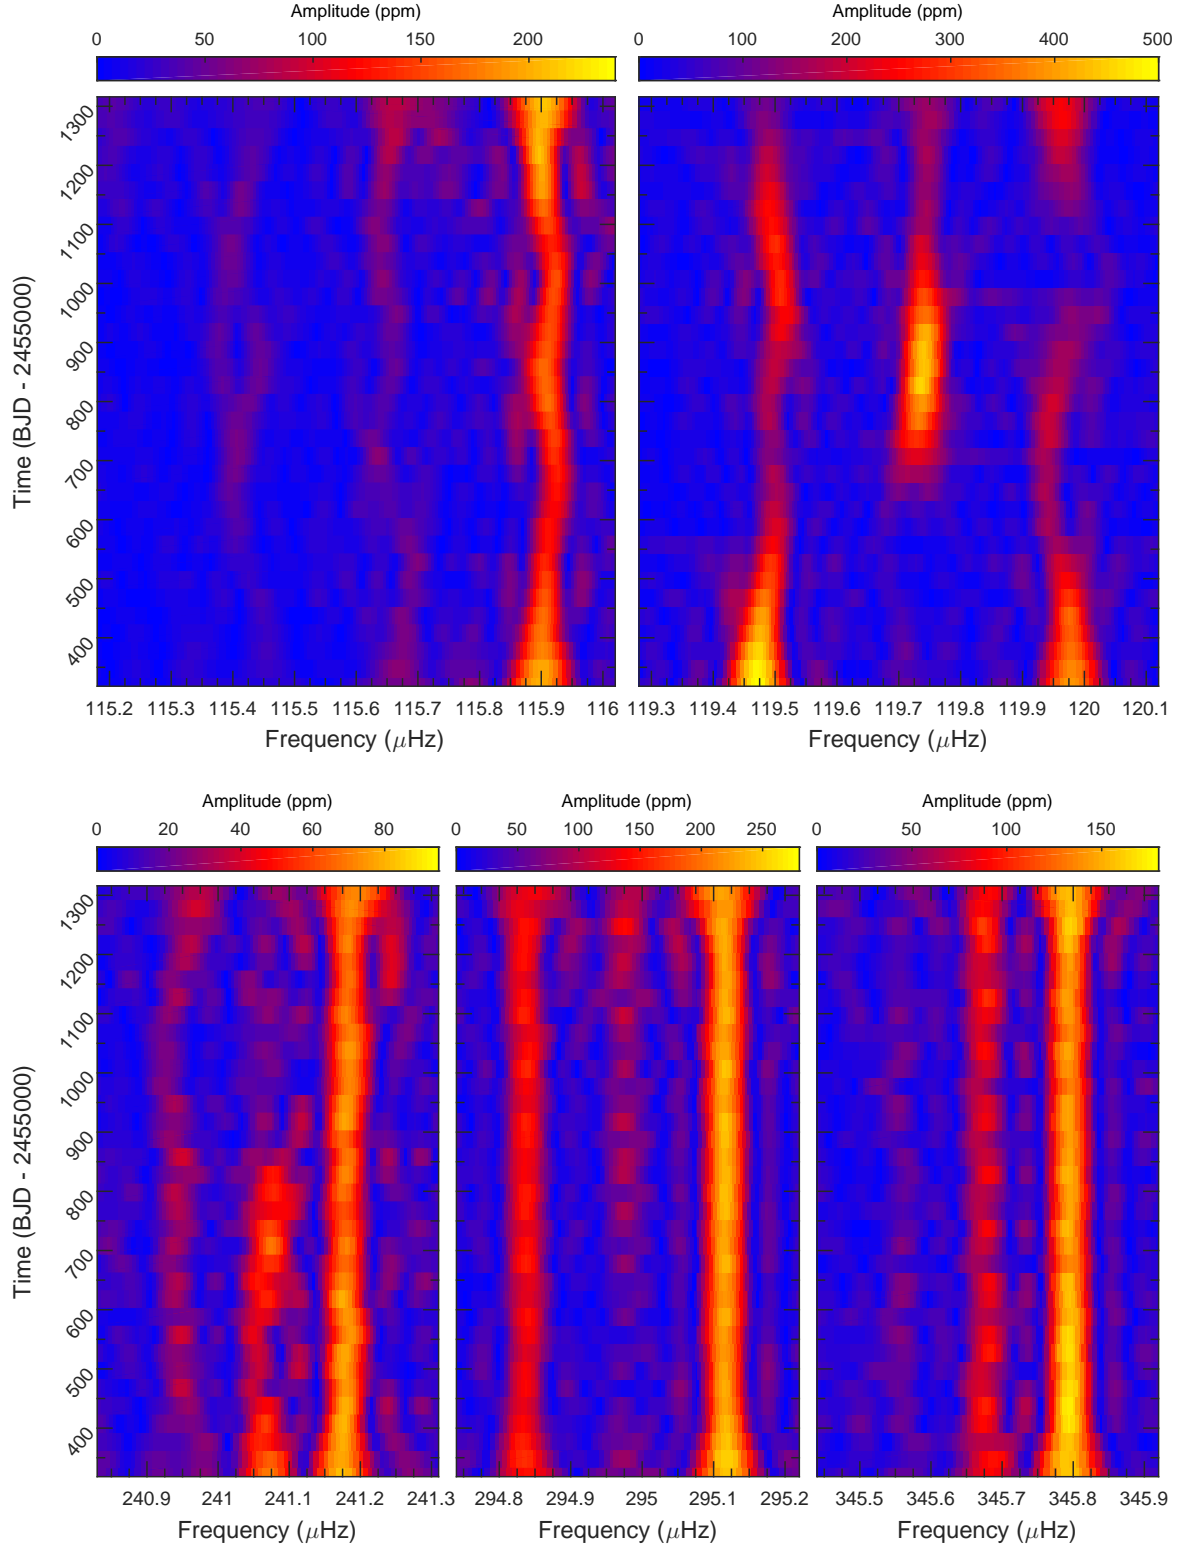 Amplitude (ppm)
0 50 100 150 200
Amplitude (ppm)
0 100 200 300 400 500
Time (BJD - 2455000)
1300
1200
1100
1000
900
800
700
600
500
400
115.2 115.3 115.4 115.5 115.6 115.7 115.8 115.9 116
Frequency (μHz)
119.3 119.4 119.5 119.6 119.7 119.8 119.9 120 120.1
Frequency (μHz)
Amplitude (ppm)
0 20 40 60 80
Amplitude (ppm)
0 50 100 150 200 250
Amplitude (ppm)
0 50 100 150
Time (BJD - 2455000)
1300
1200
1100
1000
900
800
700
600
500
400
240.9 241 241.1 241.2 241.3
Frequency (μHz)
294.8 294.9 295 295.1 295.2
Frequency (μHz)
345.5 345.6 345.7 345.8 345.9
Frequency (μHz)